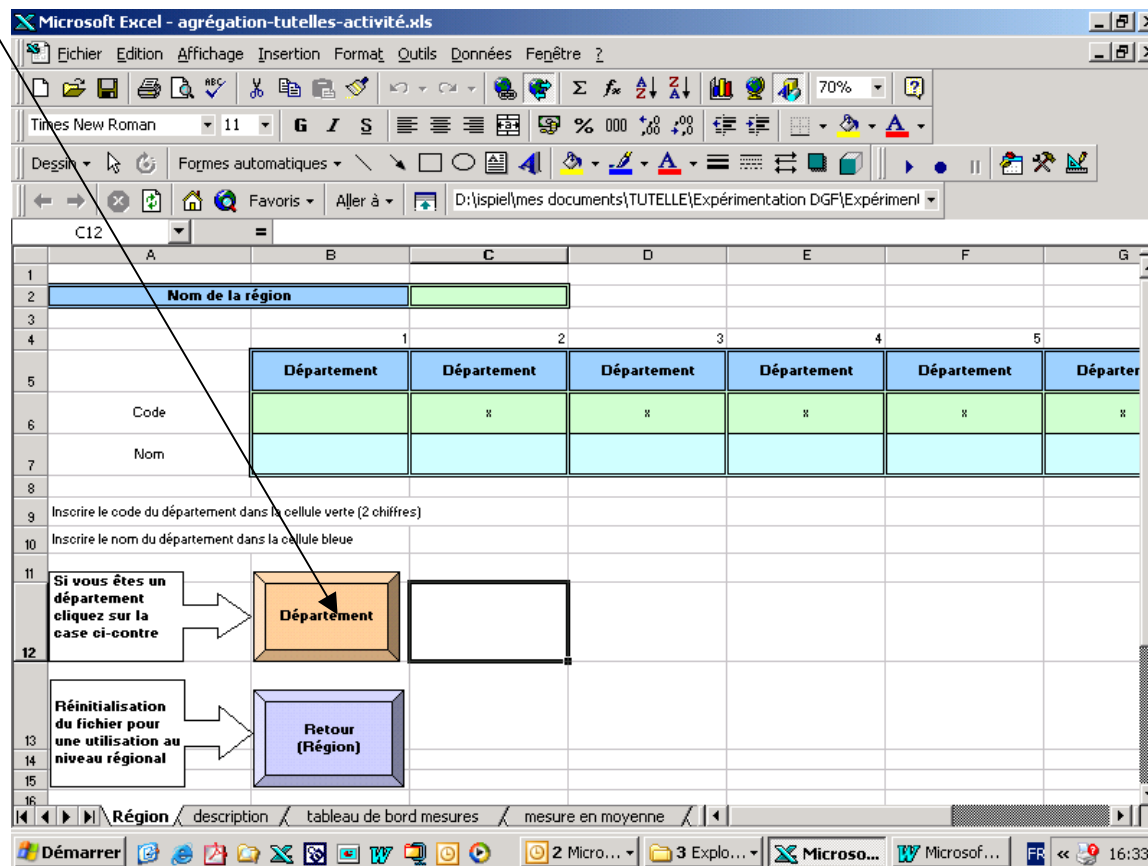 Microsoft Excel - agrégation-tutelles-activité.xls
Fichier Edition Affichage Insertion Format Outils Données Fenêtre ?
70%
Times New Roman 11 G I S % 000
Dessin Formes automatiques
Favoris Aller à D:\ispiel\mes documents\TUTELLE\Expérimentation DGF\Expériment
C12 =
A B C D E F G
1
2 Nom de la région
3
4 1 2 3 4 5
5 Département Département Département Département Département Départer
6 Code x x x x x
7 Nom
8
9 Inscrire le code du département dans la cellule verte (2 chiffres)
10 Inscrire le nom du département dans la cellule bleue
11 Si vous êtes un
département
cliquez sur la
case ci-contre
Département
12
Réinitialisation
du fichier pour
13 une utilisation au
14 niveau régional
Retour
(Région)
15
16
Région description tableau de bord mesures mesure en moyenne
Démarrer 2 Micro... 3 Explo... Microso... Microsof... FR « 16:33